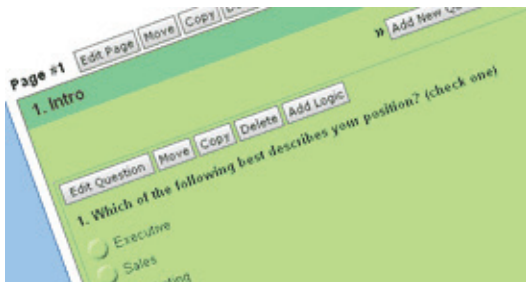 Page #1 Edit Page Move Copy
1. Intro
» Add New
Edit Question Move Copy Delete Add Logic
1. Which of the following best describes your position? (check one)
Executive
Sales